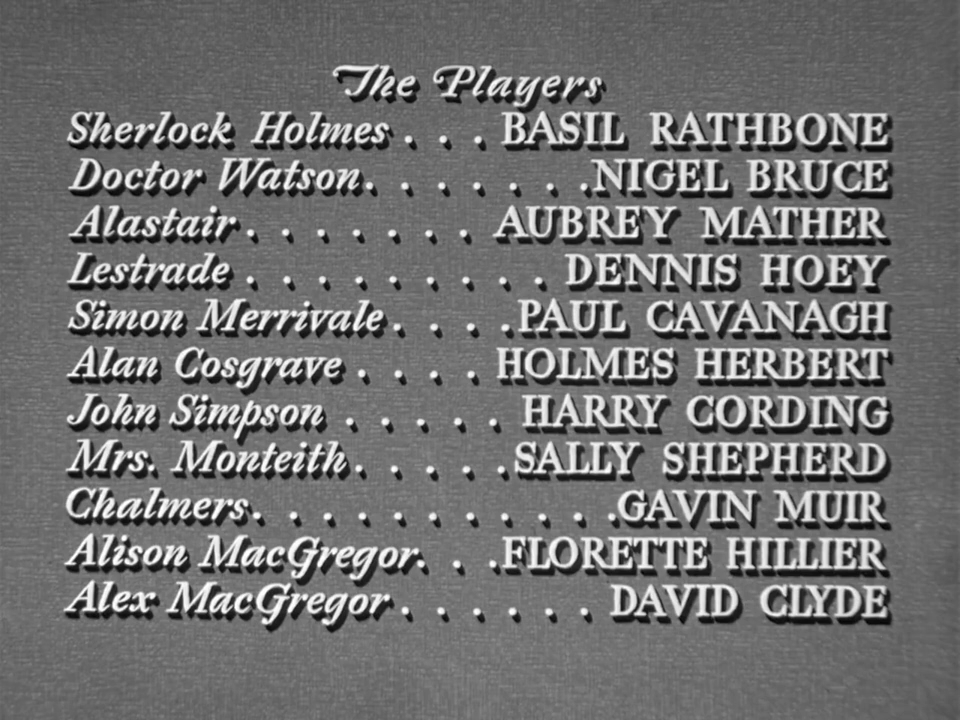 The Players
Sherlock Holmes . . . BASIL RATHBONE
Doctor Watson. . . . . . .NIGEL BRUCE
Alastair . . . . . . . AUBREY MATHER
Lestrade . . . . . . . . . DENNIS HOEY
Simon Merrivale. . . .PAUL CAVANAGH
Alan Cosgrave . . . . HOLMES HERBERT
John Simpson . . . . . HARRY CORDING
Mrs. Monteith. . . . .SALLY SHEPHERD
Chalmers. . . . . . . . . . .GAVIN MUIR
Alison MacGregor. . .FLORETTE HILLIER
Alex MacGregor . . . . . . DAVID CLYDE